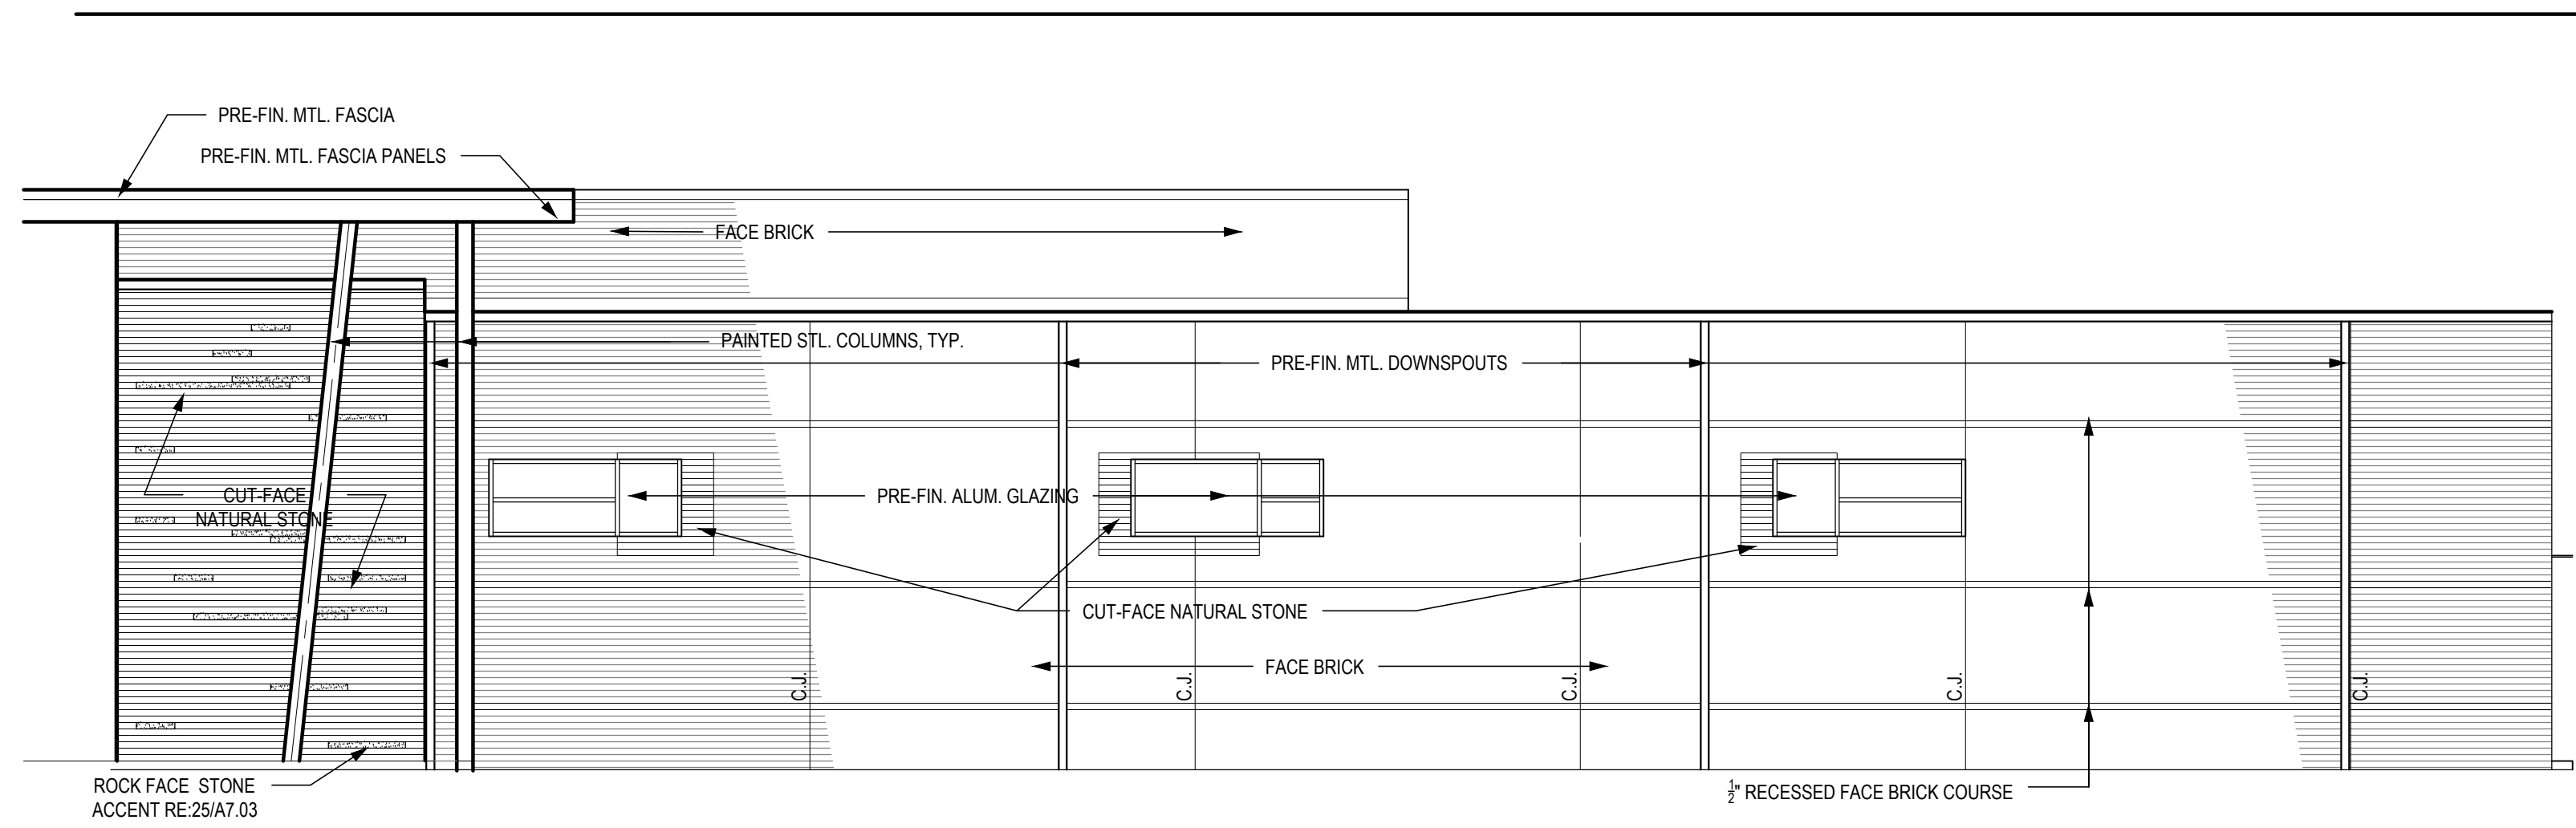 PRE-FIN. MTL. FASCIA
PRE-FIN. MTL. FASCIA PANELS
FACE BRICK
PAINTED STL. COLUMNS, TYP.
PRE-FIN. MTL. DOWNSPOUTS
CUT-FACE
NATURAL STONE
PRE-FIN. ALUM. GLAZING
CUT-FACE NATURAL STONE
FACE BRICK
C.J.
C.J.
C.J.
C.J.
C.J.
ROCK FACE STONE
ACCENT RE:25/A7.03
½" RECESSED FACE BRICK COURSE